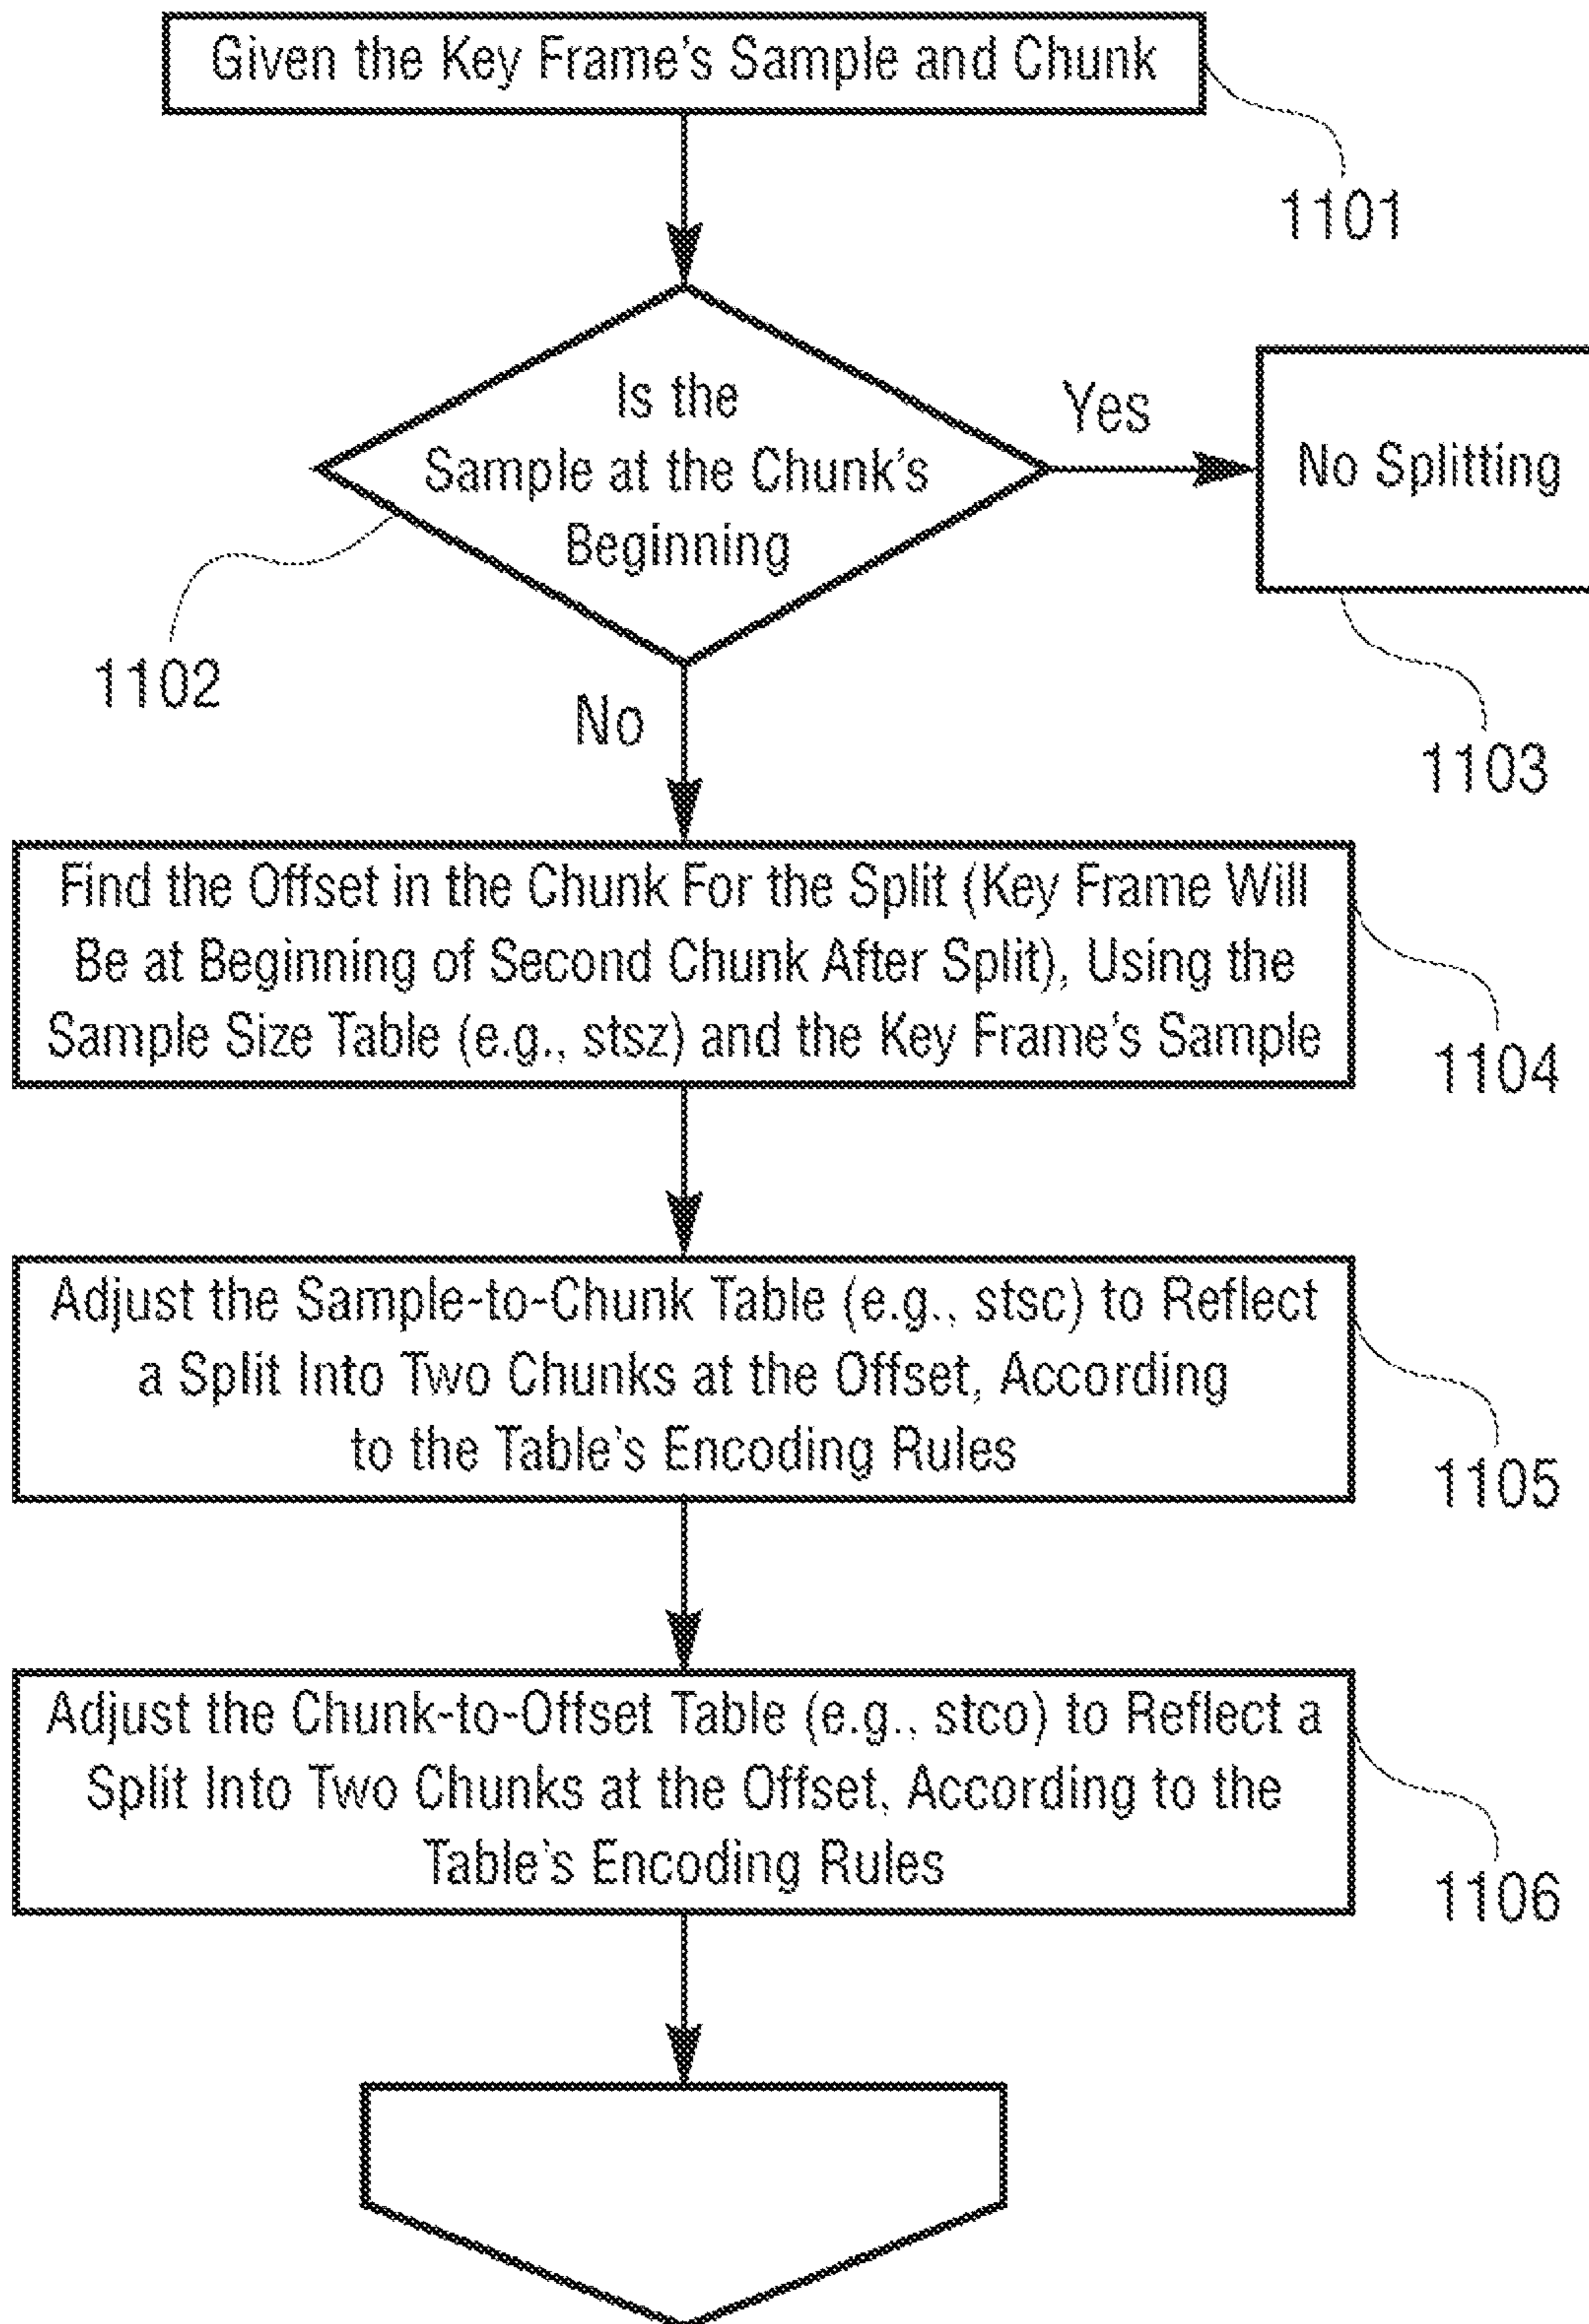 Given the Key Frame's Sample and Chunk
1101
Is the
Sample at the Chunk's
Beginning
Yes
No Splitting
1102
No
1103
Find the Offset in the Chunk For the Split (Key Frame Will
Be at Beginning of Second Chunk After Split), Using the
Sample Size Table (e.g., stsz) and the Key Frame's Sample
1104
Adjust the Sample-to-Chunk Table (e.g., stsc) to Reflect
a Split Into Two Chunks at the Offset, According
to the Table's Encoding Rules
1105
Adjust the Chunk-to-Offset Table (e.g., stco) to Reflect a
Split Into Two Chunks at the Offset, According to the
Table's Encoding Rules
1106